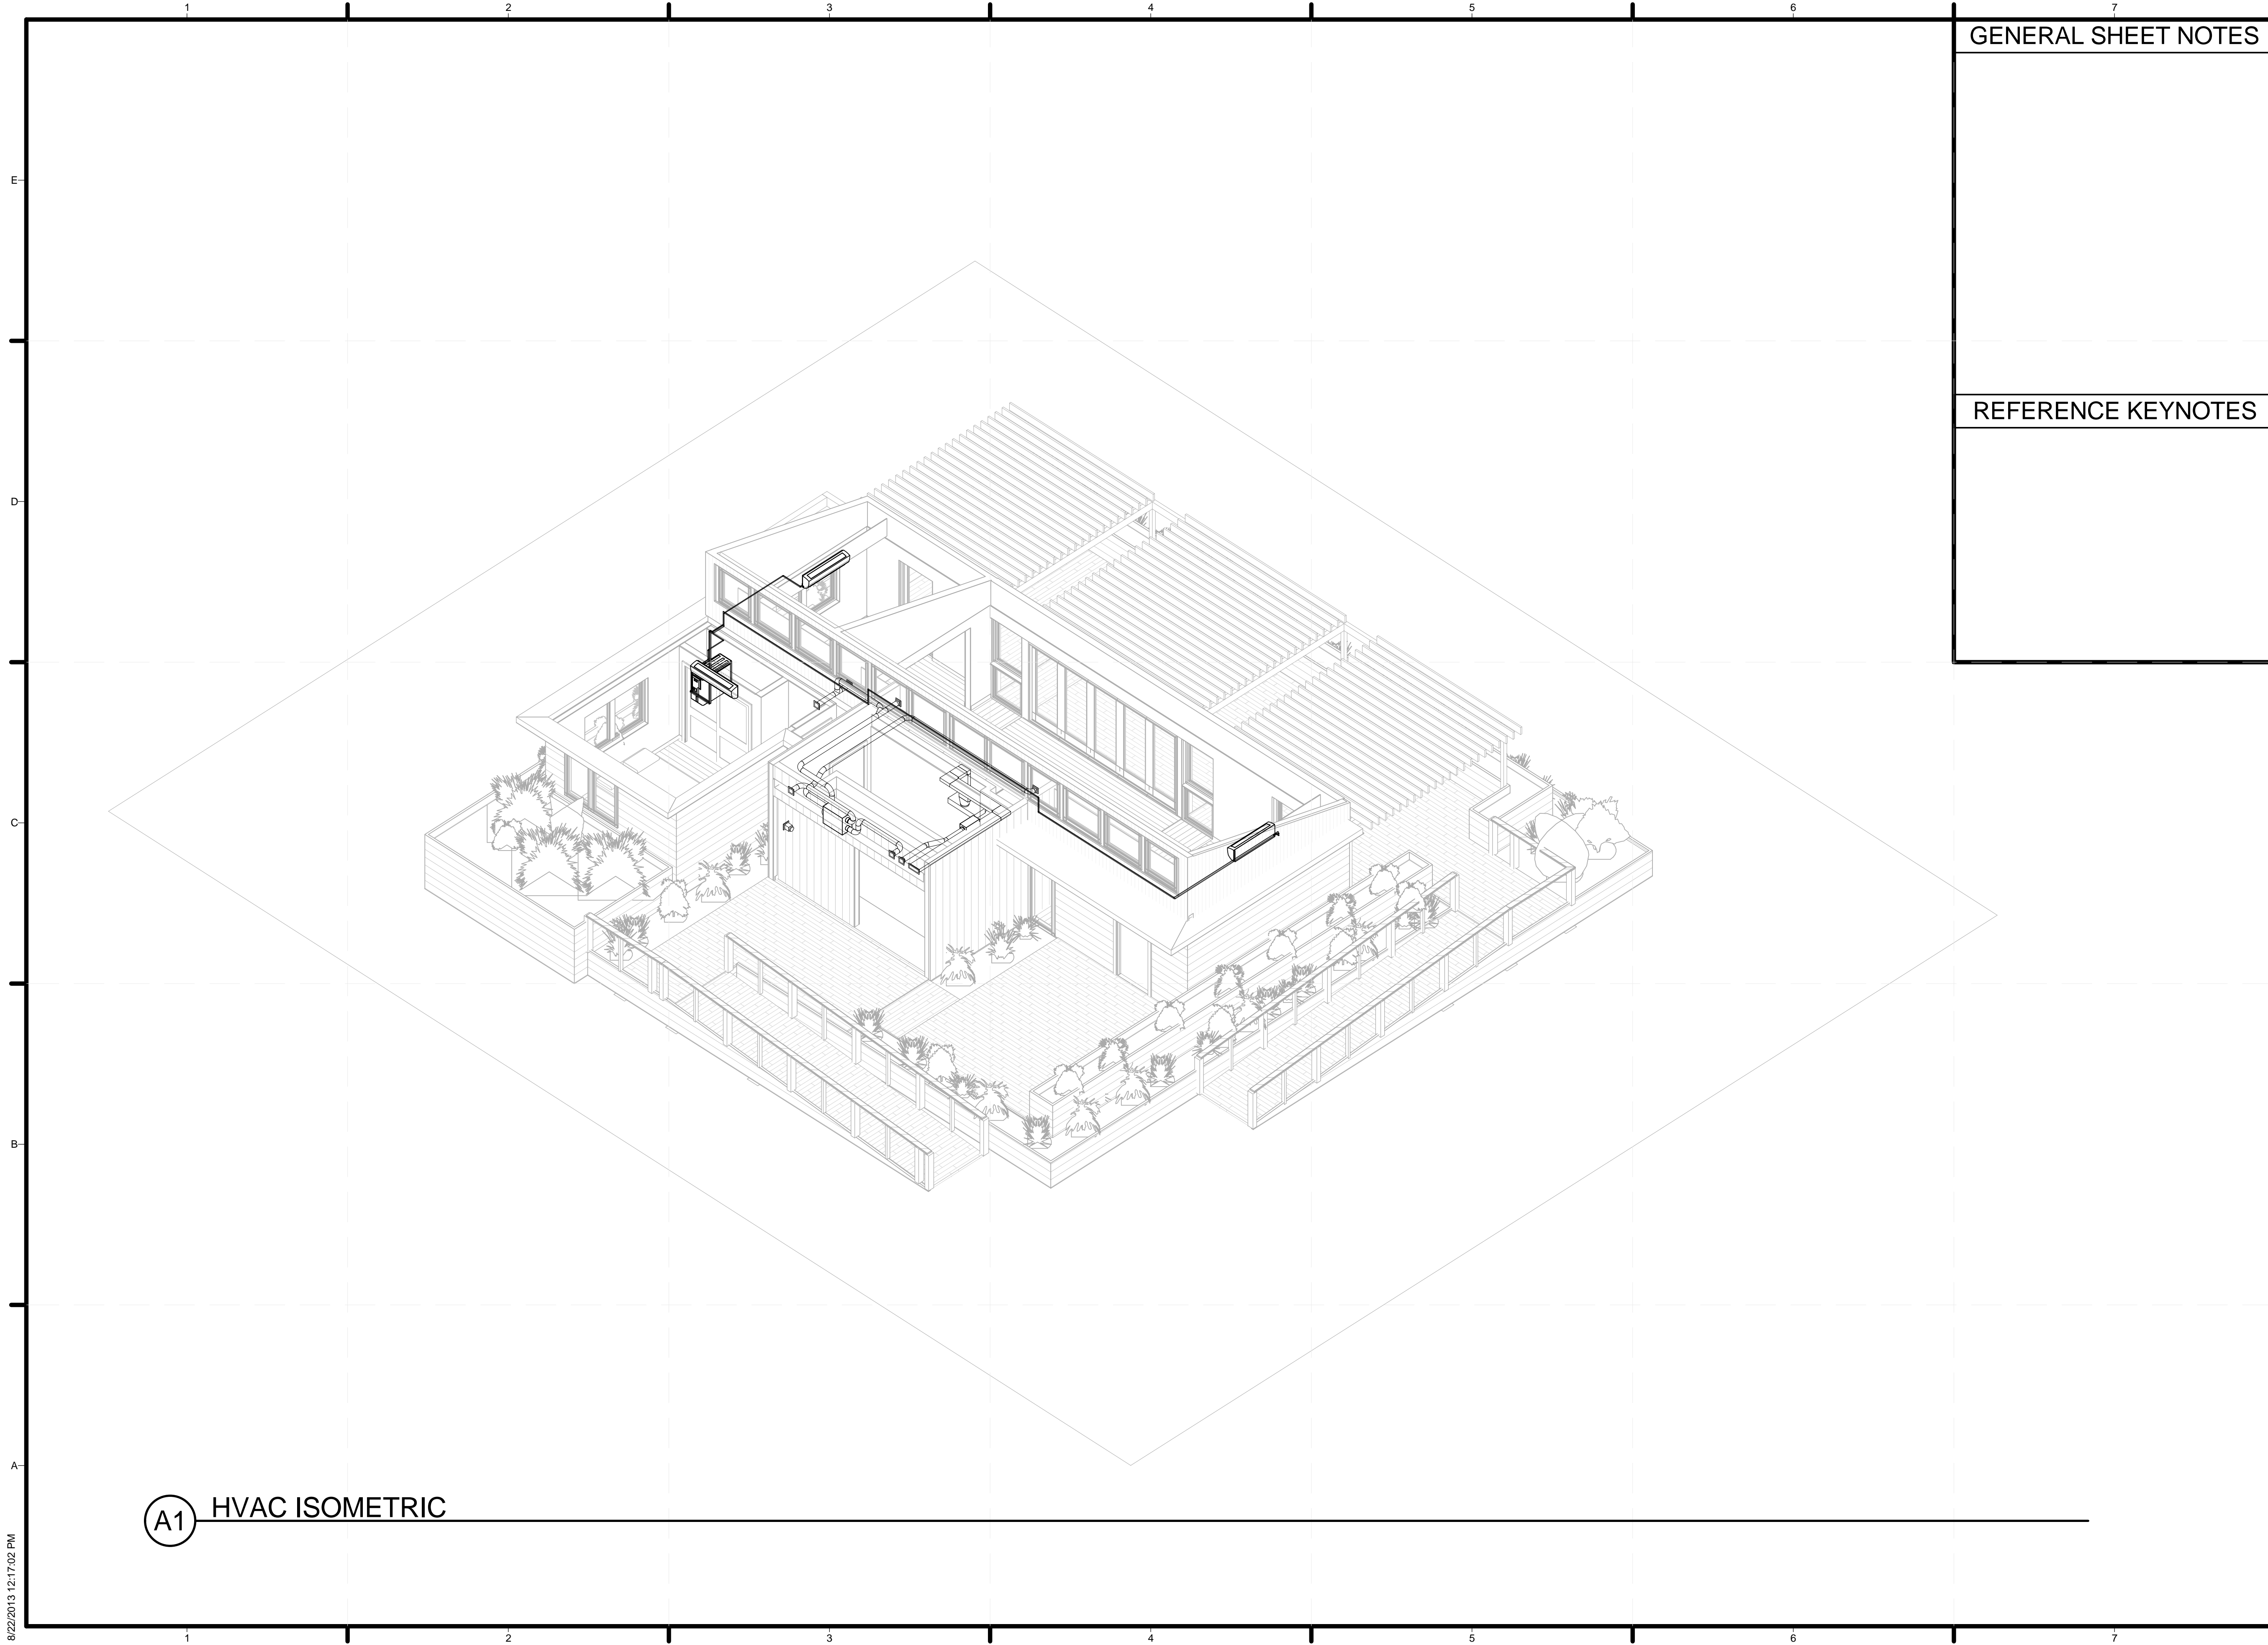 1 2 3 4 5 6 7
GENERAL SHEET NOTES
E
D
REFERENCE KEYNOTES
C
B
A
A1 HVAC ISOMETRIC
8/22/2013 12:17:02 PM
1 2 3 4 5 6 7